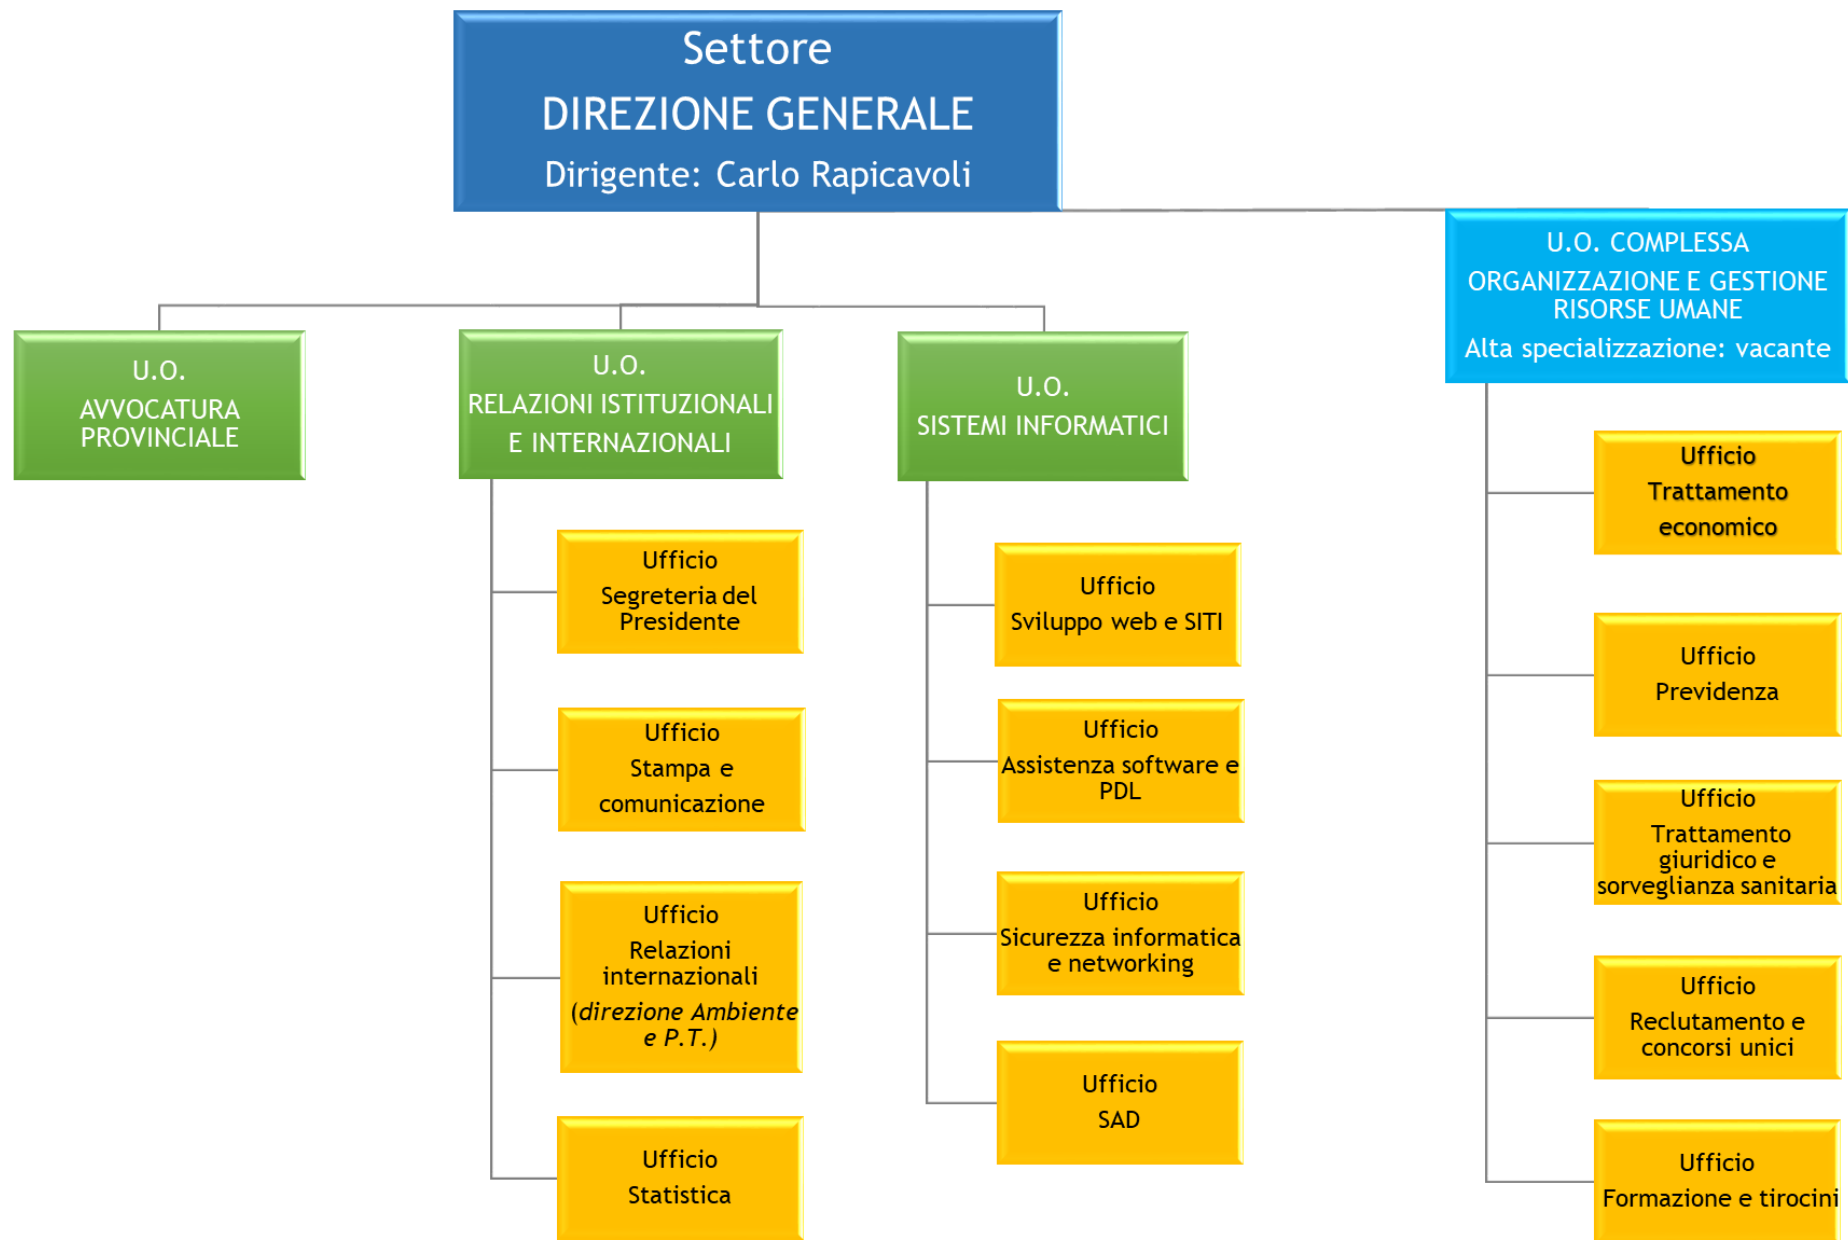 Settore
DIREZIONE GENERALE
Dirigente: Carlo Rapicavoli
U.O. COMPLESSA
ORGANIZZAZIONE E GESTIONE
RISORSE UMANE
Alta specializzazione: vacante
U.O.
AVVOCATURA
PROVINCIALE
U.O.
RELAZIONI ISTITUZIONALI
E INTERNAZIONALI
U.O.
SISTEMI INFORMATICI
Ufficio
Segreteria del
Presidente
Ufficio
Stampa e
comunicazione
Ufficio
Relazioni
internazionali
(direzione Ambiente
e P.T.)
Ufficio
Statistica
Ufficio
Sviluppo web e SITI
Ufficio
Assistenza software e
PDL
Ufficio
Sicurezza informatica
e networking
Ufficio
SAD
Ufficio
Trattamento
economico
Ufficio
Previdenza
Ufficio
Trattamento
giuridico e
sorveglianza sanitaria
Ufficio
Reclutamento e
concorsi unici
Ufficio
Formazione e tirocini